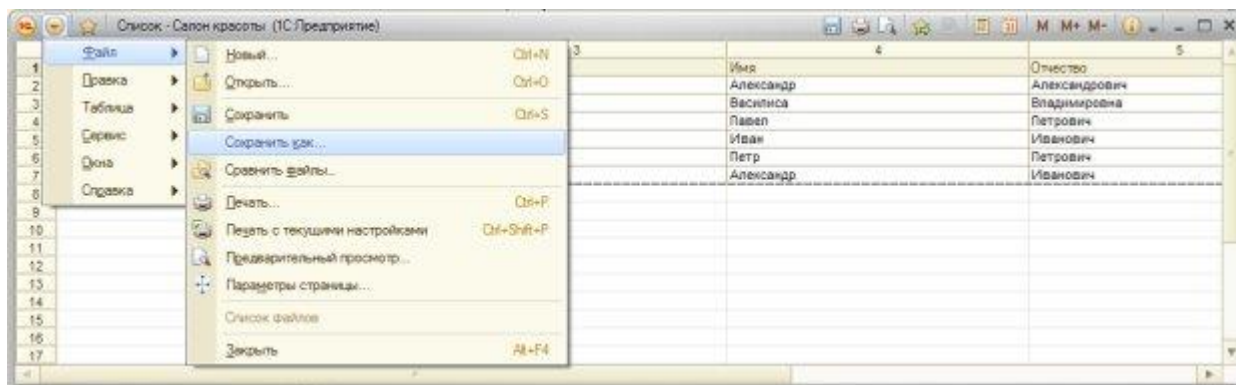 Список - Салон красоты (1С:Предприятие)
M M+ M-
Файл
Правка
Таблица
Сервис
Окна
Справка
Новый... Ctrl+N
Открыть... Ctrl+O
Сохранить Ctrl+S
Сохранить как...
Сравнить файлы...
Печать... Ctrl+P
Печать с текущими настройками Ctrl+Shift+P
Предварительный просмотр...
Параметры страницы...
Список файлов
Закрыть Alt+F4
3 4 5
1 Имя Отчество
2 Александр Александрович
3 Василиса Владимировна
4 Павел Петрович
5 Иван Иванович
6 Петр Петрович
7 Александр Иванович
8
9
10
11
12
13
14
15
16
17